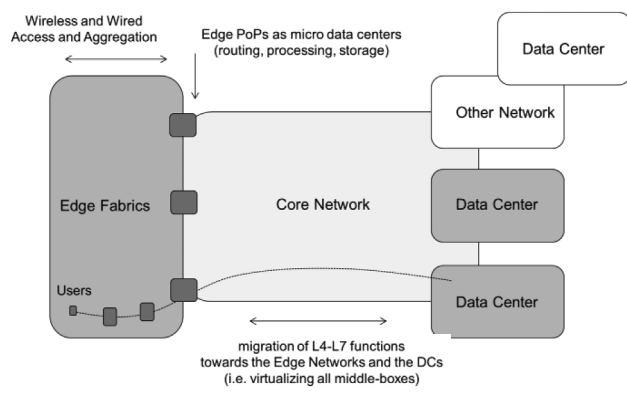 Wireless and Wired
Access and Aggregation
Edge PoPs as micro data centers
(routing, processing, storage)
Data Center
Other Network
Edge Fabrics
Core Network
Data Center
Users
Data Center
migration of L4-L7 functions
towards the Edge Networks and the DCs
(i.e. virtualizing all middle-boxes)